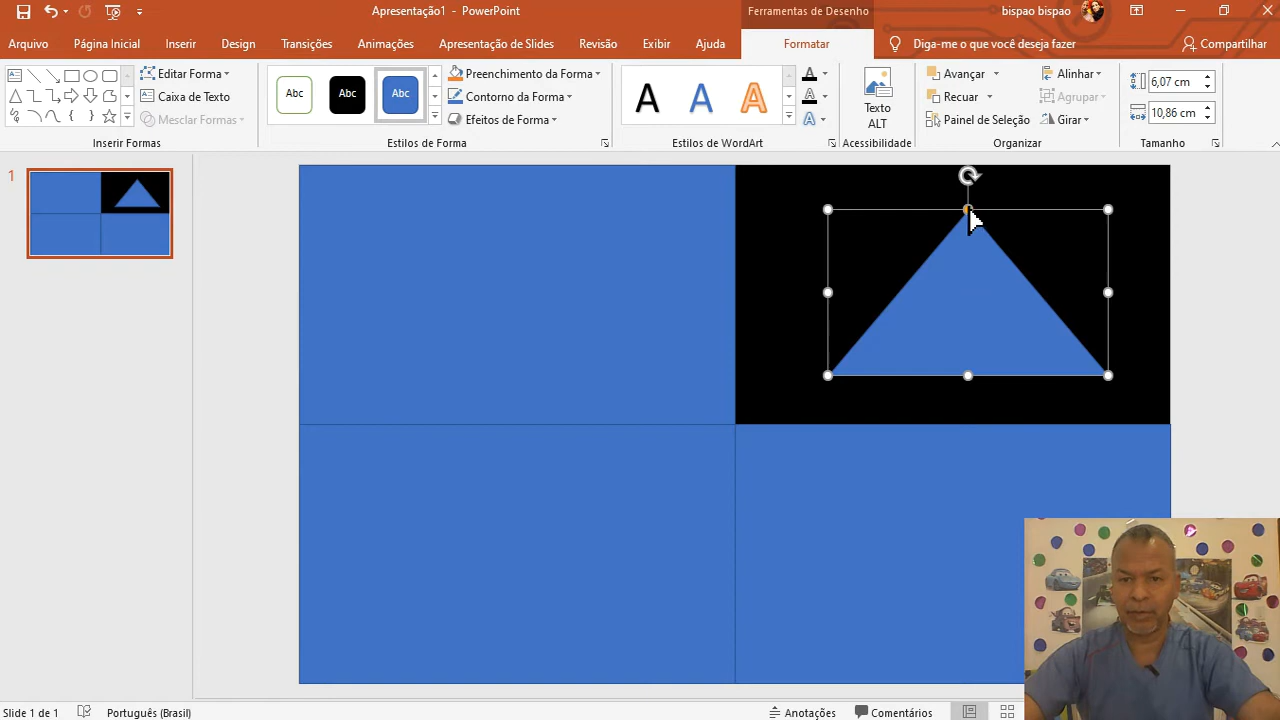 Apresentação1 - PowerPoint
Ferramentas de Desenho
bispao bispao
Arquivo
Página Inicial
Inserir
Design
Transições
Animações
Apresentação de Slides
Revisão
Exibir
Ajuda
Formatar
Diga-me o que você deseja fazer
Compartilhar
Editar Forma
Caixa de Texto
Mesclar Formas
Inserir Formas
Abc
Abc
Abc
Preenchimento da Forma
Contorno da Forma
Efeitos de Forma
Estilos de Forma
A
A
A
A
A
A
Estilos de WordArt
Texto
ALT
Acessibilidade
Avançar
Recuar
Painel de Seleção
Alinhar
Agrupar
Girar
Organizar
6,07 cm
10,86 cm
Tamanho
1
Slide 1 de 1
Português (Brasil)
Anotações
Comentários